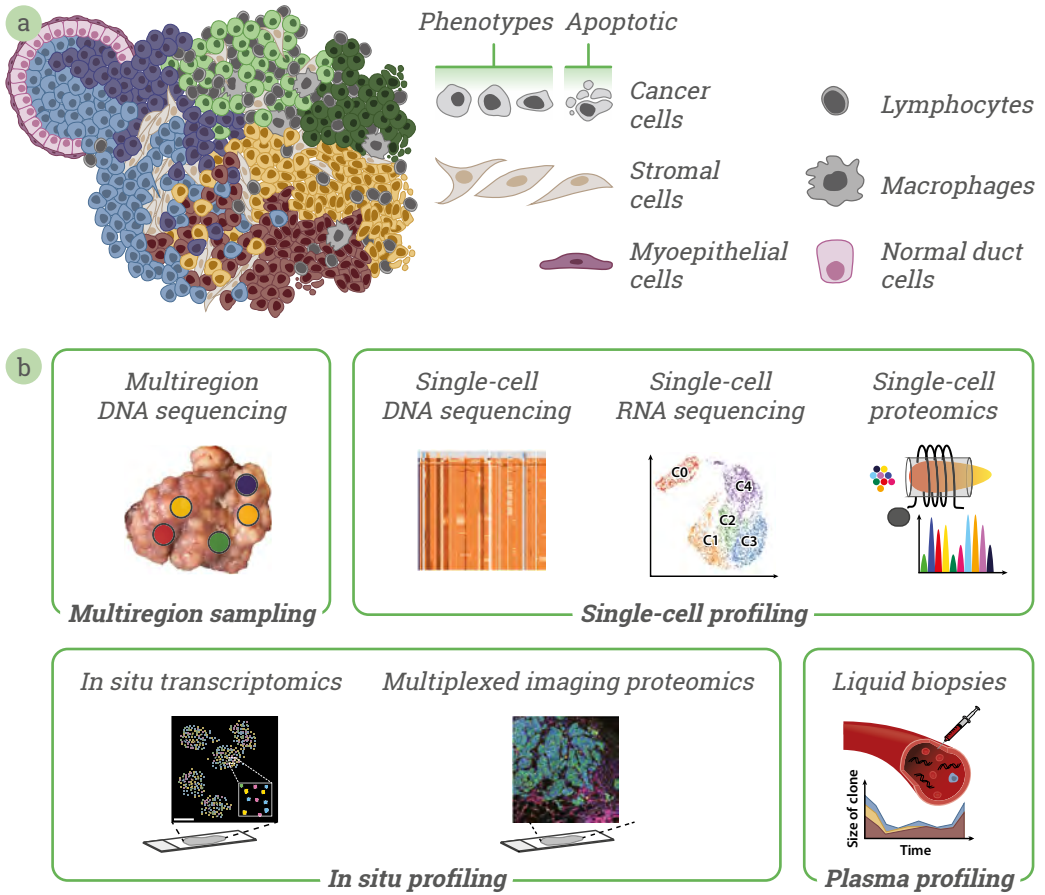 a
Phenotypes
Apoptotic
Cancer
cells
Lymphocytes
Stromal
cells
Macrophages
Myoepithelial
cells
Normal duct
cells
b
Multiregion
DNA sequencing
Multiregion sampling
Single-cell
DNA sequencing
Single-cell
RNA sequencing
C0
C4
C2
C1
C3
Single-cell
proteomics
Single-cell profiling
In situ transcriptomics
Multiplexed imaging proteomics
In situ profiling
Liquid biopsies
Size of clone
Time
Plasma profiling